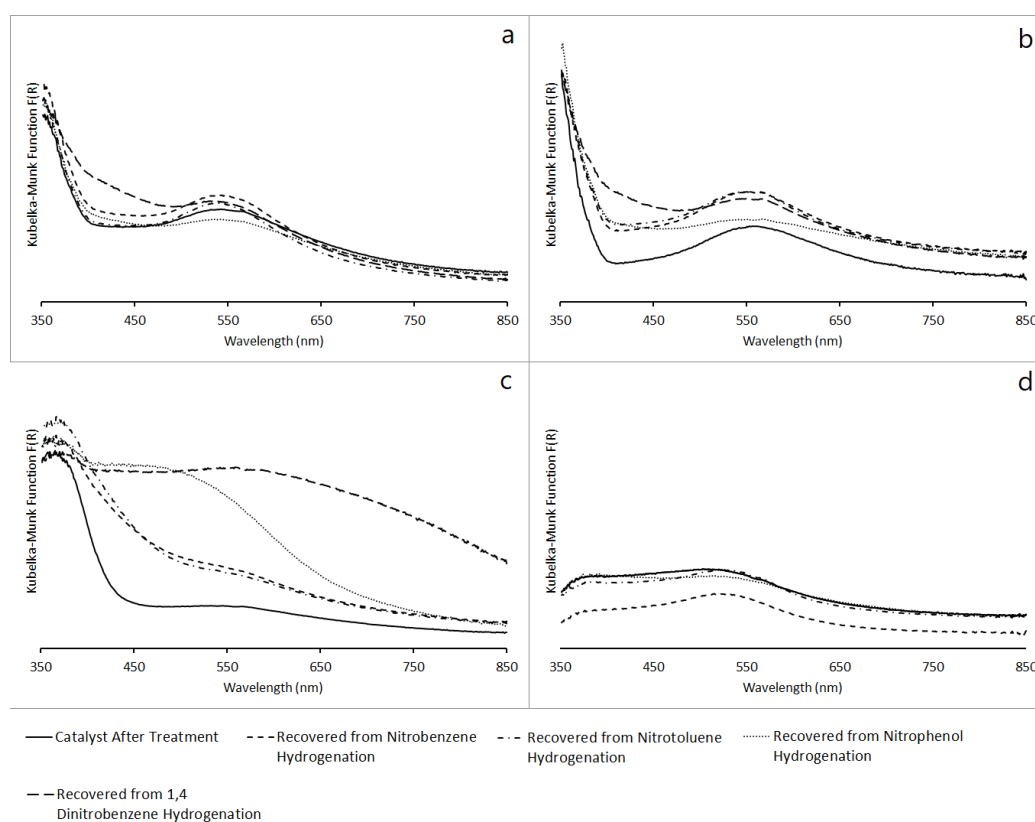 a
Kubelka-Munk Function F(R)
350 450 550 650 750 850
Wavelength (nm)
b
Kubelka-Munk Function F(R)
350 450 550 650 750 850
Wavelength (nm)
c
Kubelka-Munk Function F(R)
350 450 550 650 750 850
Wavelength (nm)
d
Kubelka-Munk Function F(R)
350 450 550 650 750 850
Wavelength (nm)
Catalyst After Treatment
Recovered from Nitrobenzene
Hydrogenation
Recovered from Nitrotoluene
Hydrogenation
Recovered from Nitrophenol
Hydrogenation
Recovered from 1,4
Dinitrobenzene Hydrogenation